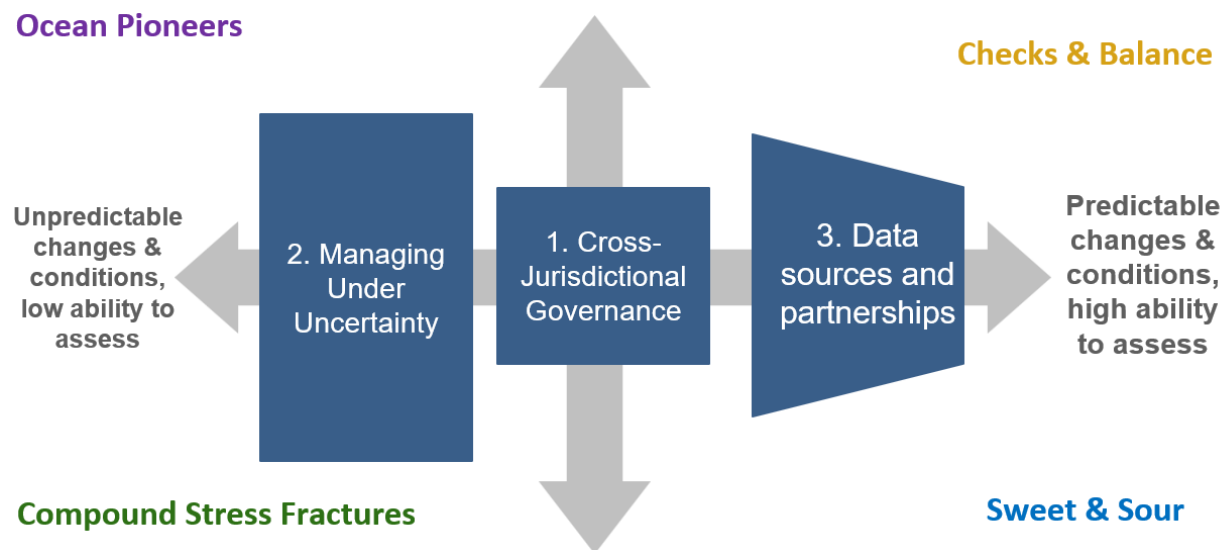 Ocean Pioneers
Checks & Balance
Unpredictable
changes &
conditions,
low ability to
assess
2. Managing
Under
Uncertainty
1. Cross-
Jurisdictional
Governance
3. Data
sources and
partnerships
Predictable
changes &
conditions,
high ability
to assess
Compound Stress Fractures
Sweet & Sour